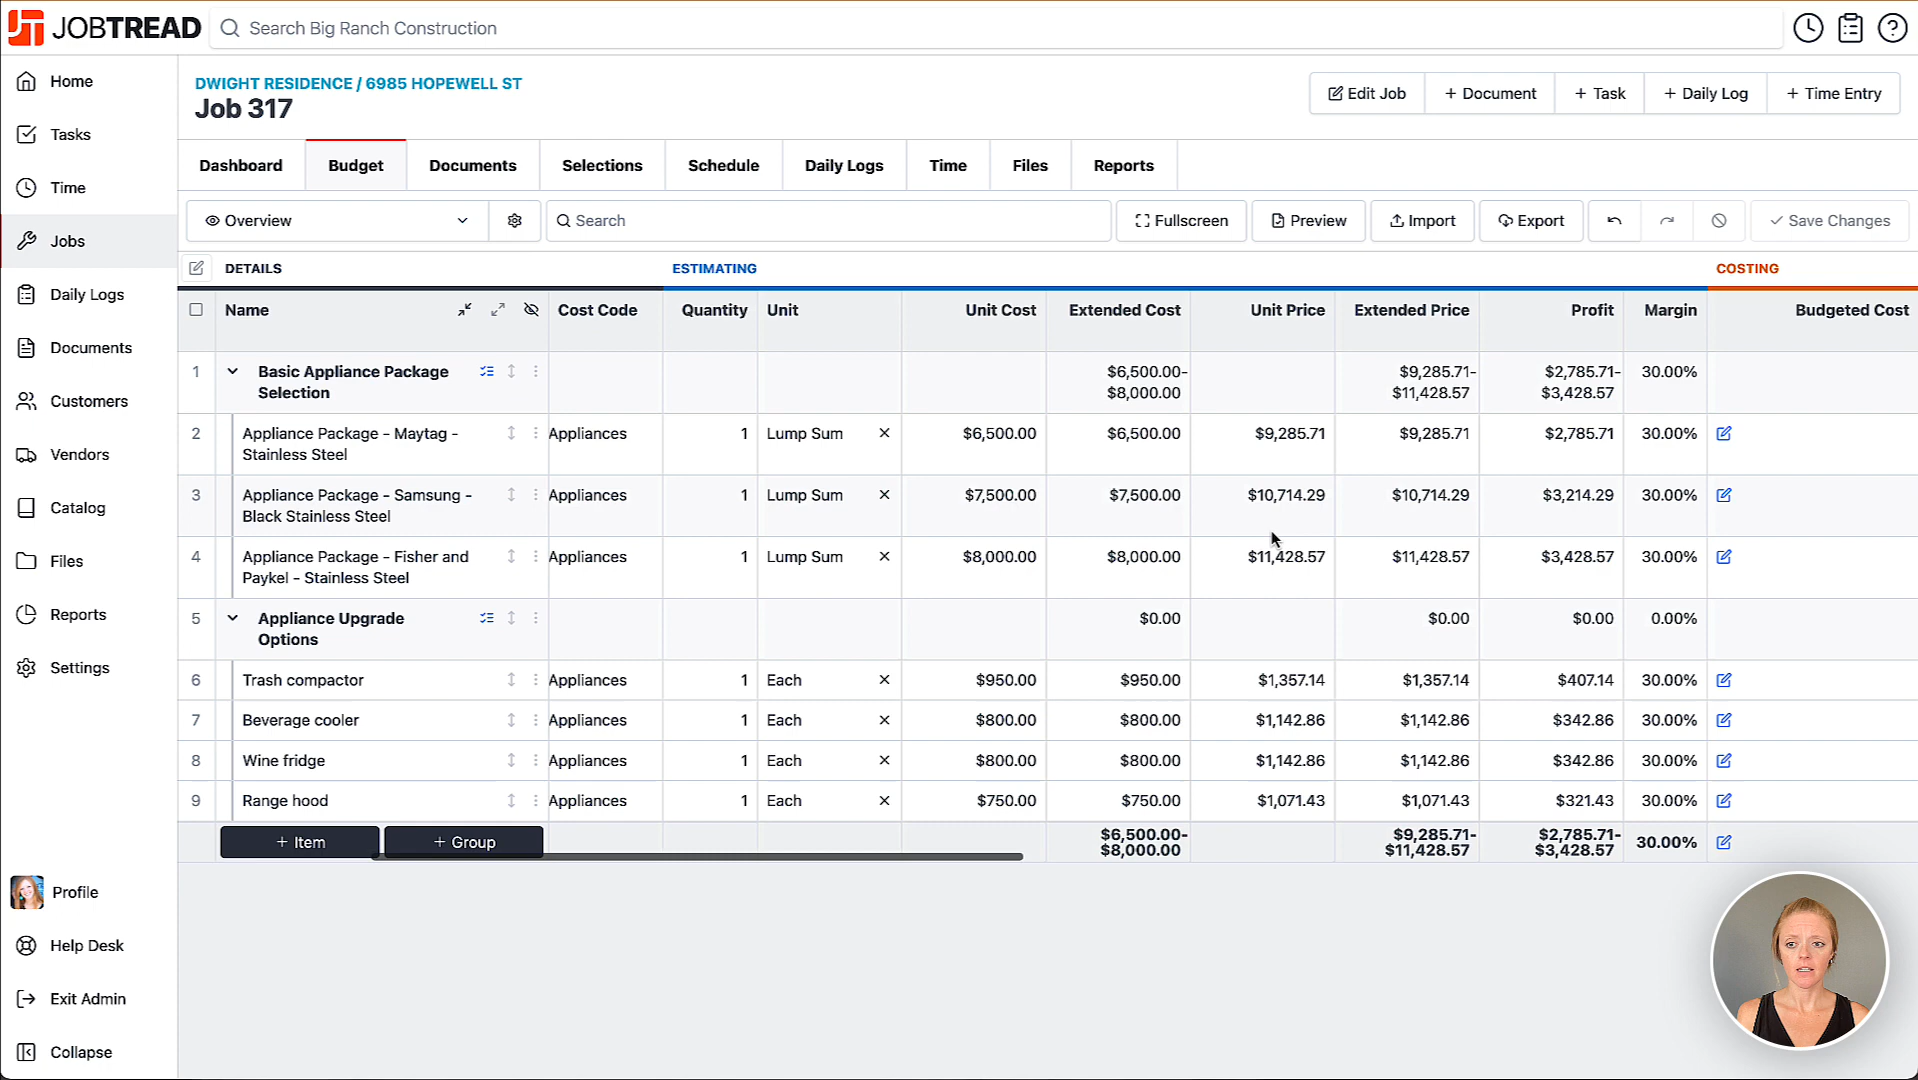 JOBTREAD
Search Big Ranch Construction
Home
Tasks
Time
Jobs
Daily Logs
Documents
Customers
Vendors
Catalog
Files
Reports
Settings
Profile
Help Desk
Exit Admin
Collapse
DWIGHT RESIDENCE / 6985 HOPEWELL ST
Job 317
Edit Job + Document + Task + Daily Log + Time Entry
Dashboard Budget Documents Selections Schedule Daily Logs Time Files Reports
Overview Search Fullscreen Preview Import Export Save Changes
DETAILS ESTIMATING COSTING
Name Cost Code Quantity Unit Unit Cost Extended Cost Unit Price Extended Price Profit Margin Budgeted Cost
1 Basic Appliance Package $6,500.00- $9,285.71- $2,785.71- 30.00%
Selection $8,000.00 $11,428.57 $3,428.57
2 Appliance Package - Maytag - Appliances 1 Lump Sum $6,500.00 $6,500.00 $9,285.71 $9,285.71 $2,785.71 30.00%
Stainless Steel
3 Appliance Package - Samsung - Appliances 1 Lump Sum $7,500.00 $7,500.00 $10,714.29 $10,714.29 $3,214.29 30.00%
Black Stainless Steel
4 Appliance Package - Fisher and Appliances 1 Lump Sum $8,000.00 $8,000.00 $11,428.57 $11,428.57 $3,428.57 30.00%
Paykel - Stainless Steel
5 Appliance Upgrade $0.00 $0.00 $0.00 0.00%
Options
6 Trash compactor Appliances 1 Each $950.00 $950.00 $1,357.14 $1,357.14 $407.14 30.00%
7 Beverage cooler Appliances 1 Each $800.00 $800.00 $1,142.86 $1,142.86 $342.86 30.00%
8 Wine fridge Appliances 1 Each $800.00 $800.00 $1,142.86 $1,142.86 $342.86 30.00%
9 Range hood Appliances 1 Each $750.00 $750.00 $1,071.43 $1,071.43 $321.43 30.00%
+ Item + Group $6,500.00- $9,285.71- $2,785.71- 30.00%
$8,000.00 $11,428.57 $3,428.57